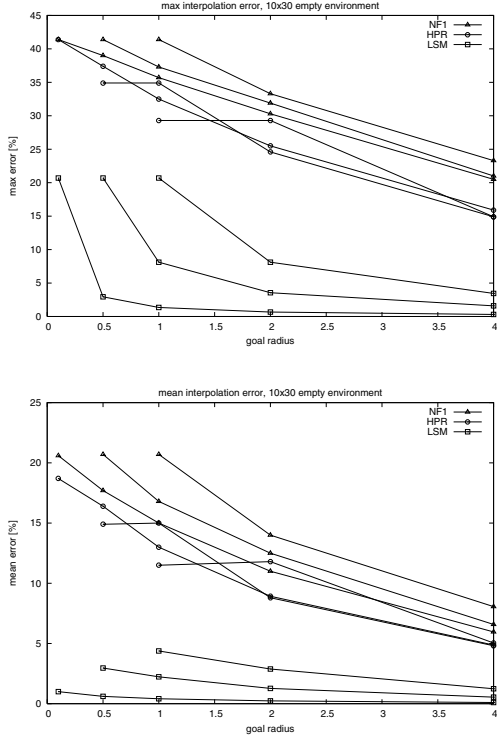 max interpolation error, 10x30 empty environment
45
40
35
30
25
20
15
10
5
0
max error [%]
NF1
HPR
LSM
0 0.5 1 1.5 2 2.5 3 3.5 4
goal radius
mean interpolation error, 10x30 empty environment
25
20
15
10
5
0
mean error [%]
NF1
HPR
LSM
0 0.5 1 1.5 2 2.5 3 3.5 4
goal radius